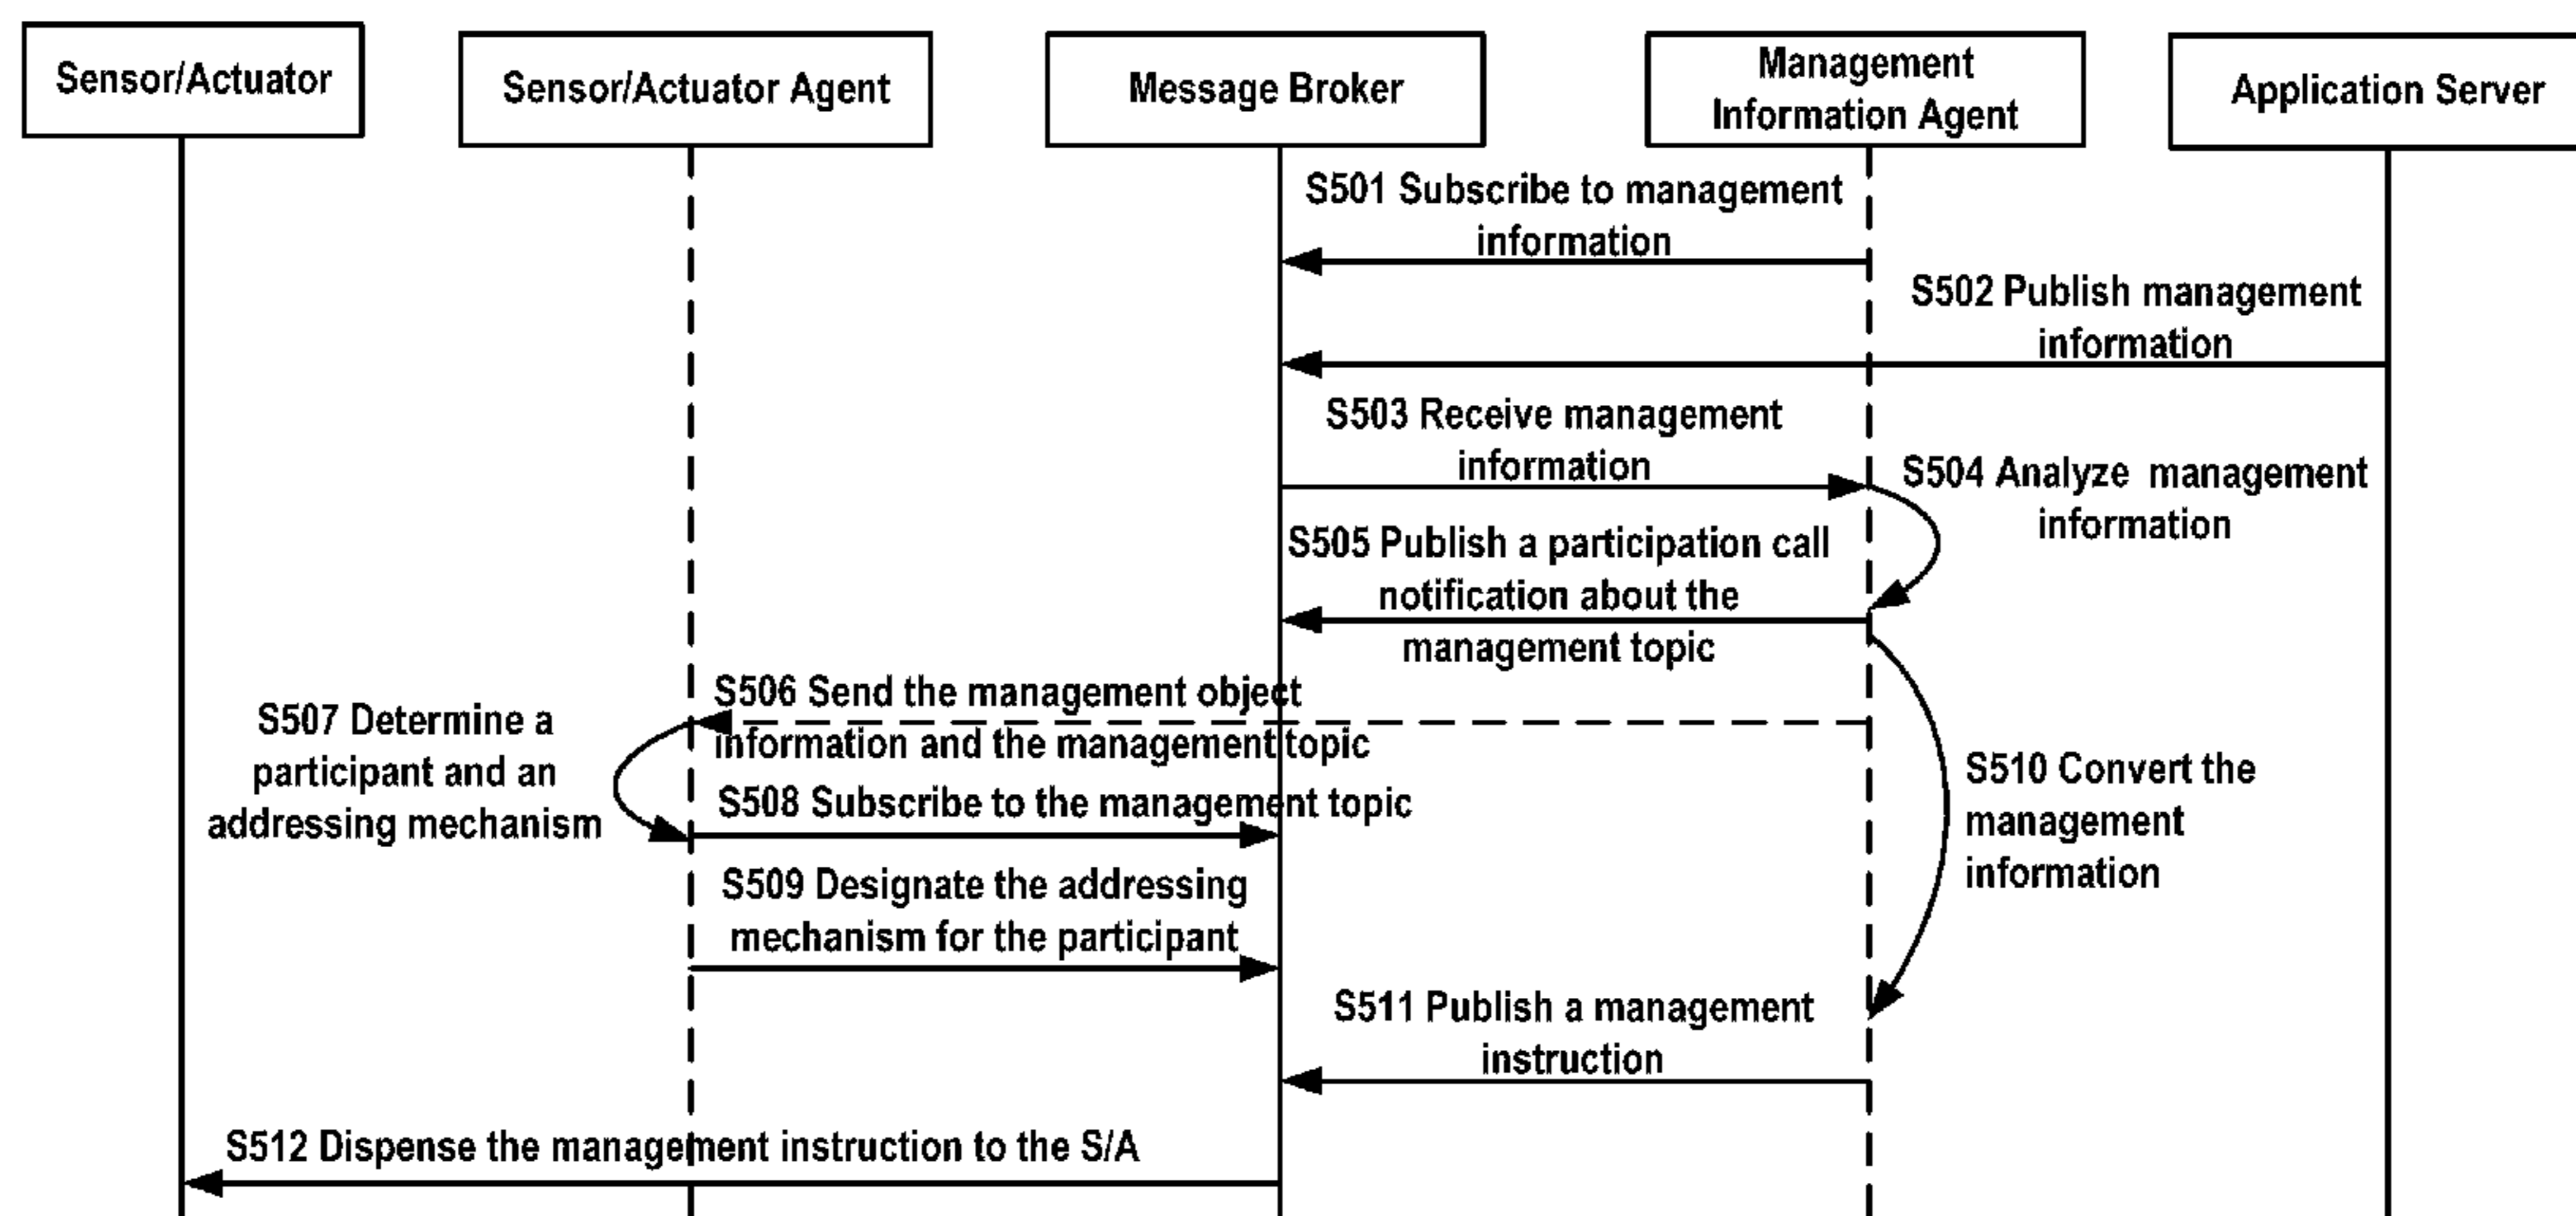 Sensor/Actuator
Sensor/Actuator Agent
Message Broker
Management
Information Agent
Application Server
S501 Subscribe to management
information
S502 Publish management
information
S503 Receive management
information
S504 Analyze management
information
S505 Publish a participation call
notification about the
management topic
S506 Send the management object
information and the management topic
S507 Determine a
participant and an
addressing mechanism
S508 Subscribe to the management topic
S509 Designate the addressing
mechanism for the participant
S510 Convert the
management
information
S511 Publish a management
instruction
S512 Dispense the management instruction to the S/A